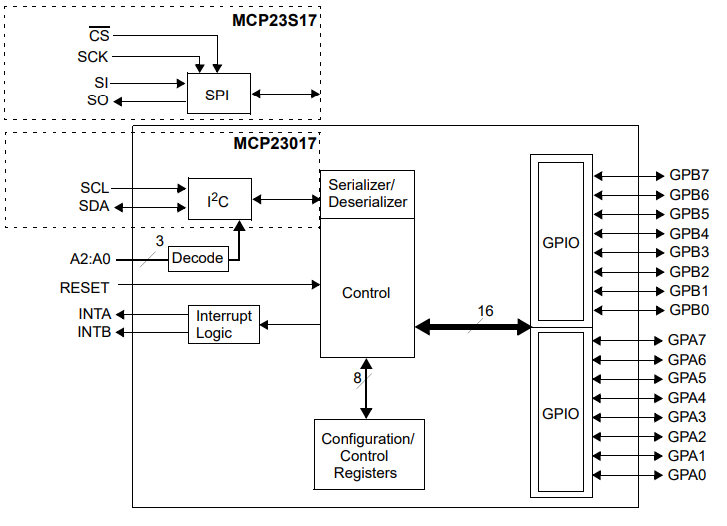 MCP23S17
CS
SCK
SI
SO
SPI
MCP23017
SCL
SDA
I2C
Serializer/
Deserializer
3
A2:A0
Decode
RESET
INTA
INTB
Interrupt
Logic
Control
16
8
Configuration/
Control
Registers
GPIO
GPB7
GPB6
GPB5
GPB4
GPB3
GPB2
GPB1
GPB0
GPIO
GPA7
GPA6
GPA5
GPA4
GPA3
GPA2
GPA1
GPA0